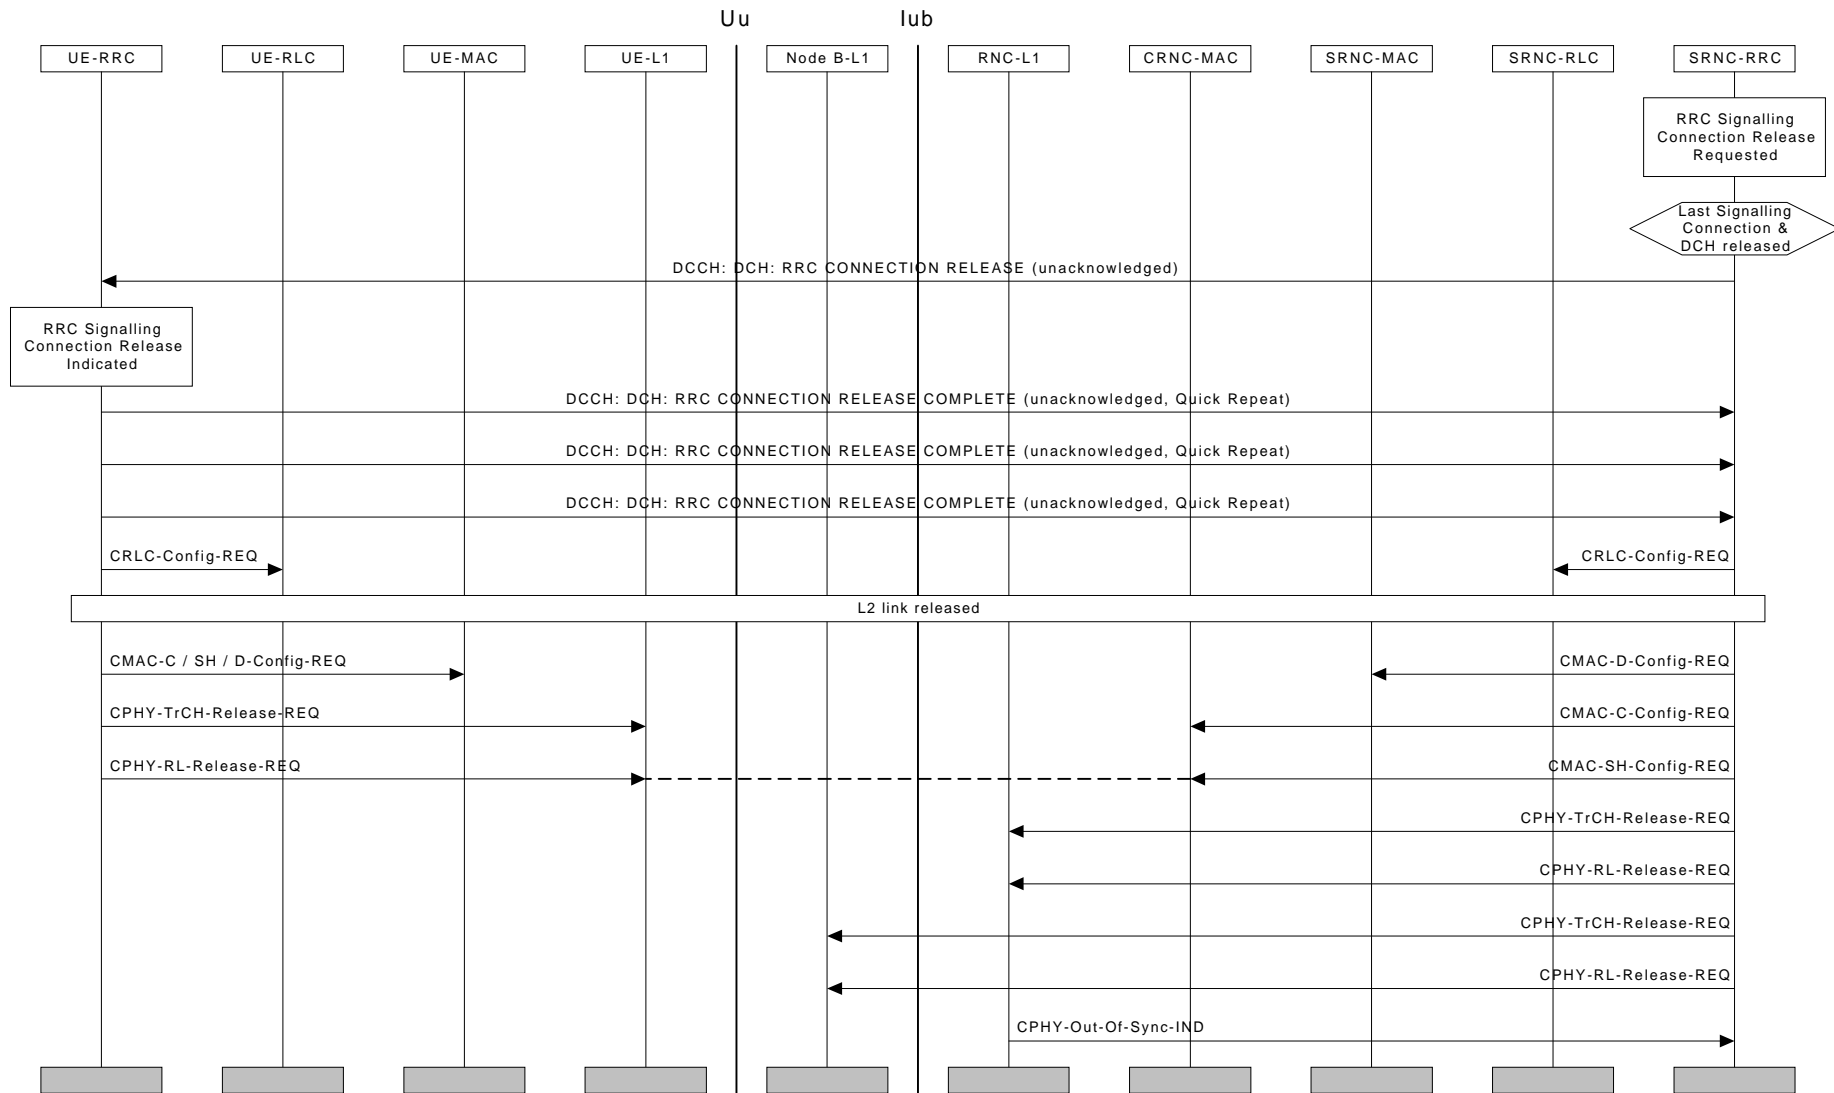 Uu
Iub
UE-RRC
UE-RLC
UE-MAC
UE-L1
Node B-L1
RNC-L1
CRNC-MAC
SRNC-MAC
SRNC-RLC
SRNC-RRC
RRC Signalling
Connection Release
Requested
Last Signalling
Connection &
DCH released
DCCH: DCH: RRC CONNECTION RELEASE (unacknowledged)
RRC Signalling
Connection Release
Indicated
DCCH: DCH: RRC CONNECTION RELEASE COMPLETE (unacknowledged, Quick Repeat)
DCCH: DCH: RRC CONNECTION RELEASE COMPLETE (unacknowledged, Quick Repeat)
DCCH: DCH: RRC CONNECTION RELEASE COMPLETE (unacknowledged, Quick Repeat)
CRLC-Config-REQ
CRLC-Config-REQ
L2 link released
CMAC-C / SH / D-Config-REQ
CMAC-D-Config-REQ
CPHY-TrCH-Release-REQ
CMAC-C-Config-REQ
CPHY-RL-Release-REQ
CMAC-SH-Config-REQ
CPHY-TrCH-Release-REQ
CPHY-RL-Release-REQ
CPHY-TrCH-Release-REQ
CPHY-RL-Release-REQ
CPHY-Out-Of-Sync-IND